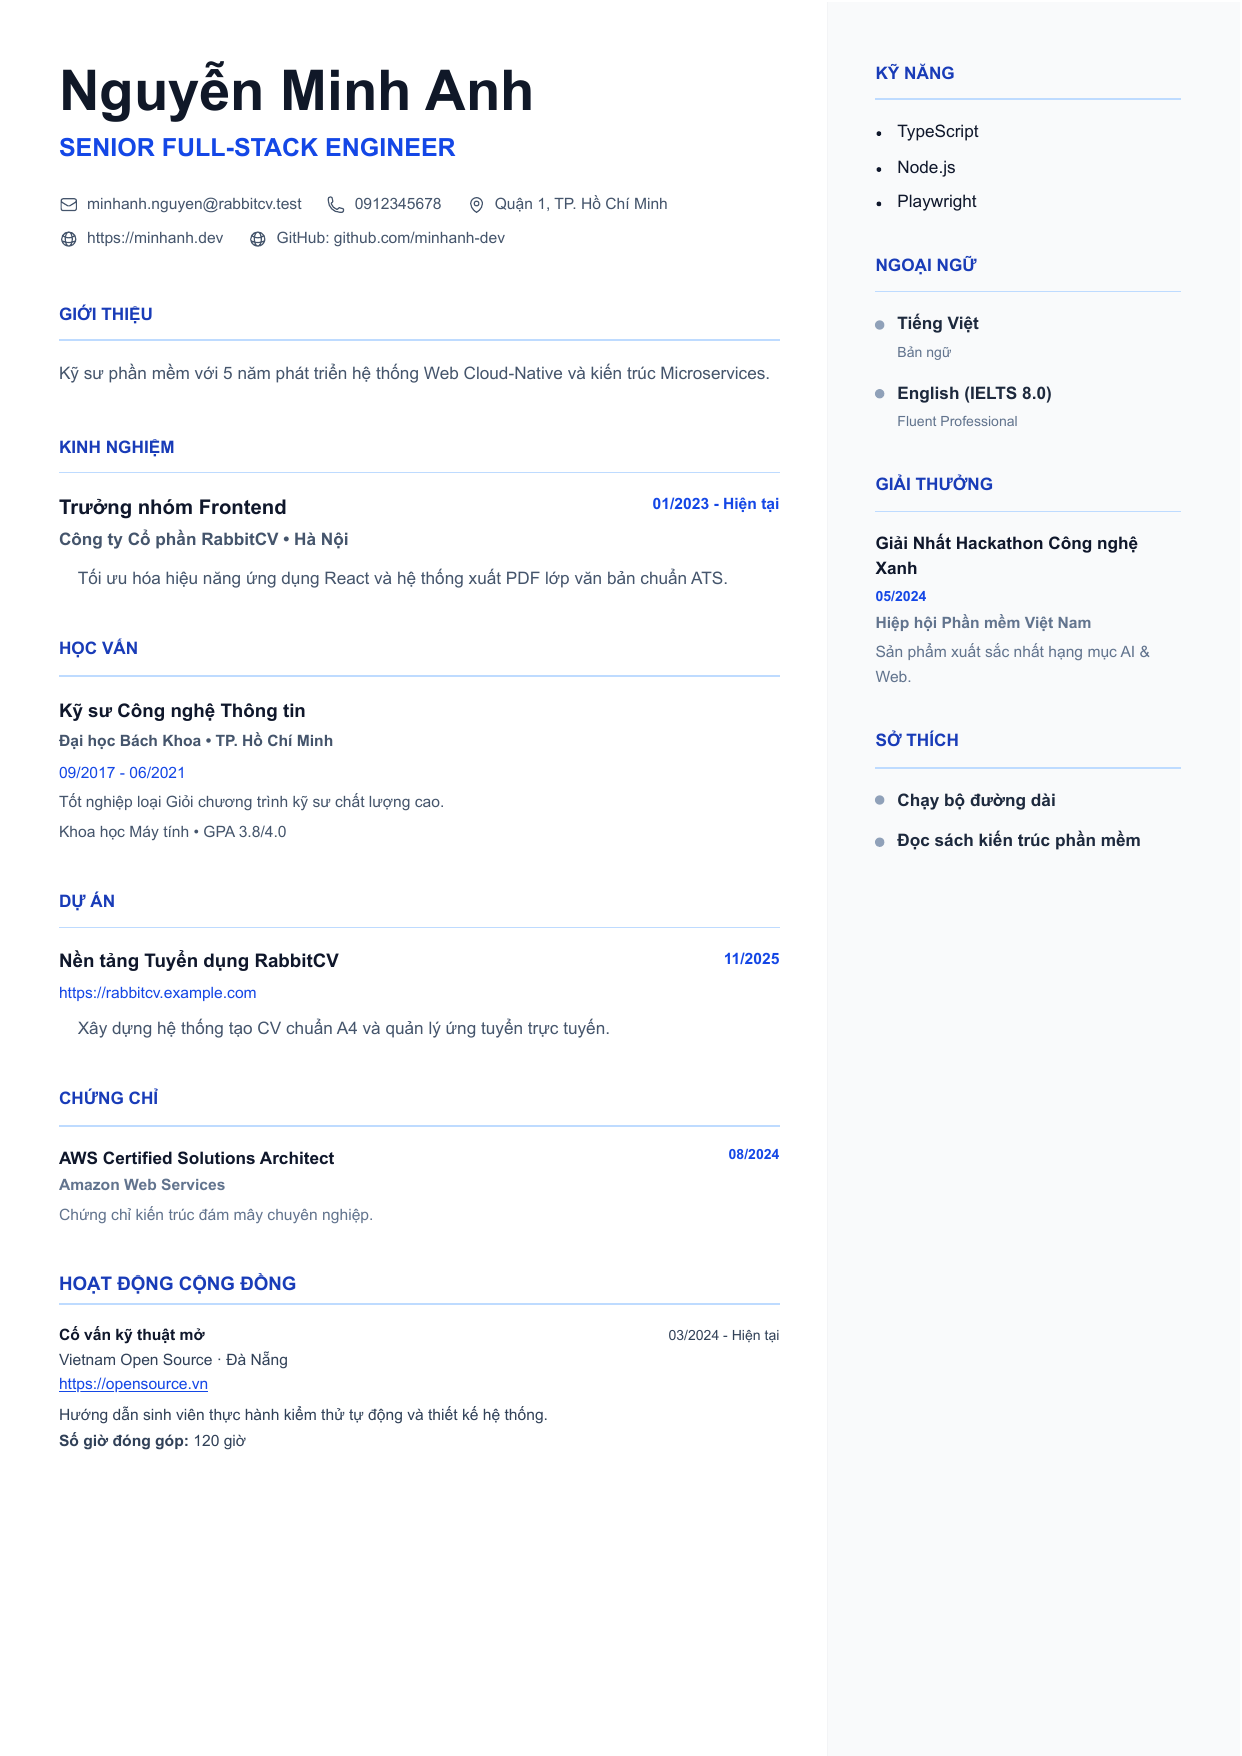 Nguyễn Minh Anh
SENIOR FULL-STACK ENGINEER
minhanh.nguyen@rabbitcv.test 0912345678 Quận 1, TP. Hồ Chí Minh
https://minhanh.dev GitHub: github.com/minhanh-dev
GIỚI THIỆU
Kỹ sư phần mềm với 5 năm phát triển hệ thống Web Cloud-Native và kiến trúc Microservices.
KINH NGHIỆM
Trưởng nhóm Frontend 01/2023 - Hiện tại
Công ty Cổ phần RabbitCV • Hà Nội
Tối ưu hóa hiệu năng ứng dụng React và hệ thống xuất PDF lớp văn bản chuẩn ATS.
HỌC VẤN
Kỹ sư Công nghệ Thông tin
Đại học Bách Khoa • TP. Hồ Chí Minh
09/2017 - 06/2021
Tốt nghiệp loại Giỏi chương trình kỹ sư chất lượng cao.
Khoa học Máy tính • GPA 3.8/4.0
DỰ ÁN
Nền tảng Tuyển dụng RabbitCV 11/2025
https://rabbitcv.example.com
Xây dựng hệ thống tạo CV chuẩn A4 và quản lý ứng tuyển trực tuyến.
CHỨNG CHỈ
AWS Certified Solutions Architect 08/2024
Amazon Web Services
Chứng chỉ kiến trúc đám mây chuyên nghiệp.
HOẠT ĐỘNG CỘNG ĐỒNG
Cố vấn kỹ thuật mở 03/2024 - Hiện tại
Vietnam Open Source · Đà Nẵng
https://opensource.vn
Hướng dẫn sinh viên thực hành kiểm thử tự động và thiết kế hệ thống.
Số giờ đóng góp: 120 giờ
KỸ NĂNG
• TypeScript
• Node.js
• Playwright
NGOẠI NGỮ
Tiếng Việt
Bản ngữ
English (IELTS 8.0)
Fluent Professional
GIẢI THƯỞNG
Giải Nhất Hackathon Công nghệ
Xanh
05/2024
Hiệp hội Phần mềm Việt Nam
Sản phẩm xuất sắc nhất hạng mục AI &
Web.
SỞ THÍCH
Chạy bộ đường dài
Đọc sách kiến trúc phần mềm